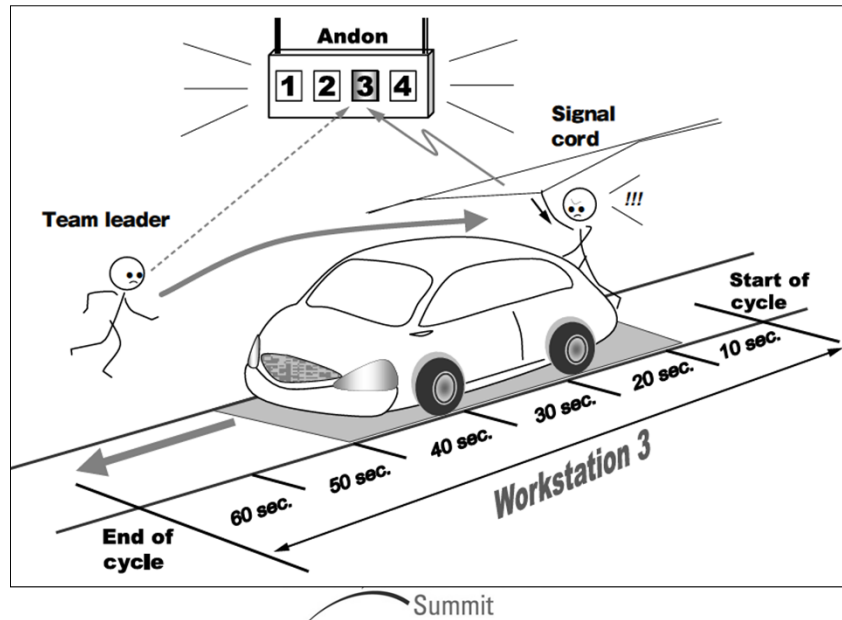 Andon
1 2 3 4
Signal
cord
!!!
Team leader
Start of
cycle
10 sec.
20 sec.
30 sec.
40 sec.
50 sec.
60 sec.
Workstation 3
End of
cycle
Summit